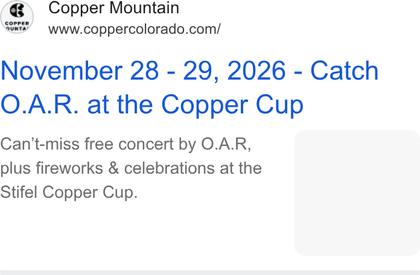 COPPER
Copper Mountain
www.coppercolorado.com/
November 28 - 29, 2026 - Catch
O.A.R. at the Copper Cup
Can't-miss free concert by O.A.R,
plus fireworks & celebrations at the
Stifel Copper Cup.